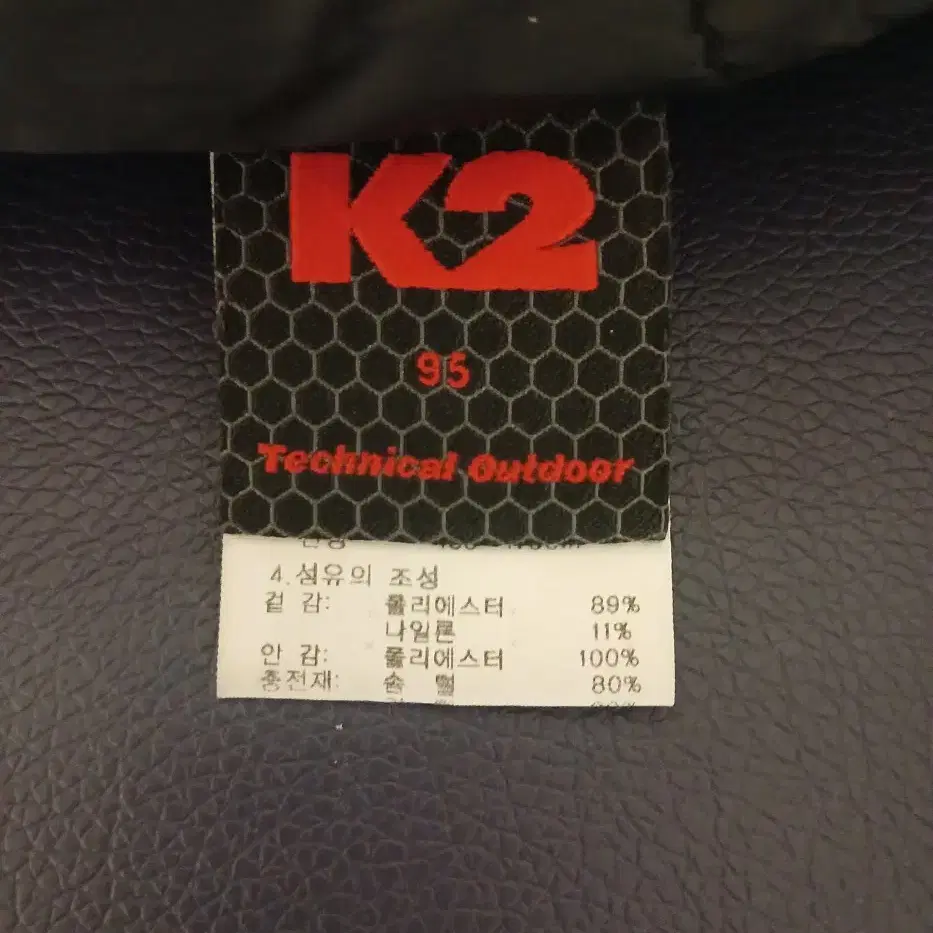 K2
95
Technical Outdoor
4.섬유의 조성
겉 감: 폴리에스터 89%
나일론 11%
안 감: 폴리에스터 100%
충전재: 솜 털 80%